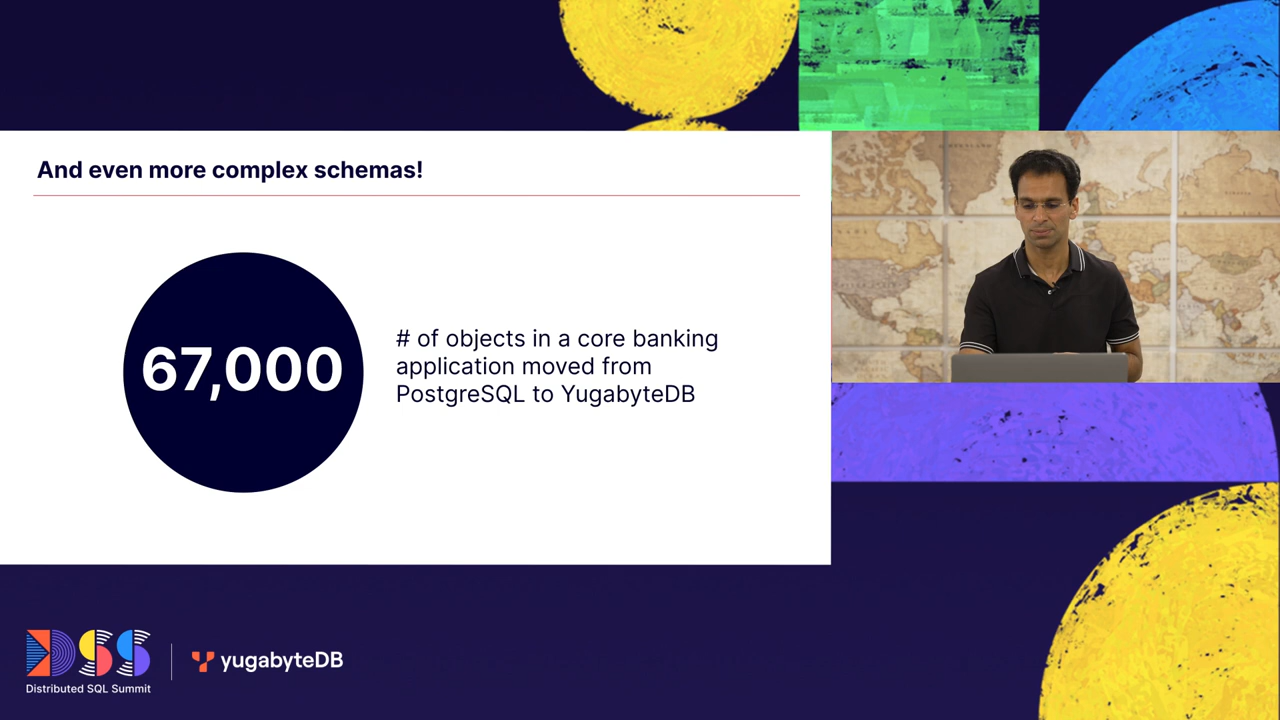 And even more complex schemas!
67,000
# of objects in a core banking
application moved from
PostgreSQL to YugabyteDB
DSS
Distributed SQL Summit
yugabyteDB